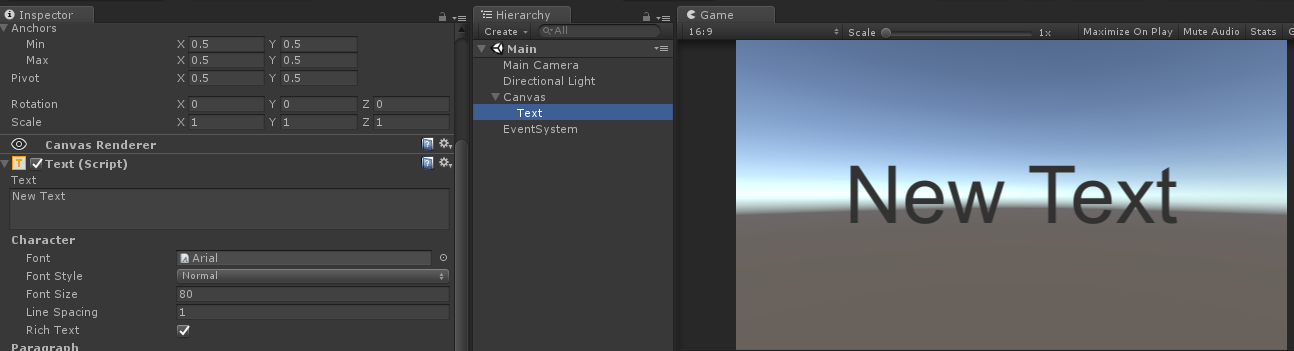 Inspector
Anchors
Min X 0.5 Y 0.5
Max X 0.5 Y 0.5
Pivot X 0.5 Y 0.5
Rotation X 0 Y 0 Z 0
Scale X 1 Y 1 Z 1
Canvas Renderer
Text (Script)
Text
New Text
Character
Font Arial
Font Style Normal
Font Size 80
Line Spacing 1
Rich Text
Paragraph
Hierarchy
Create All
Main
Main Camera
Directional Light
Canvas
Text
EventSystem
Game
16:9 Scale 1x Maximize On Play Mute Audio Stats
New Text